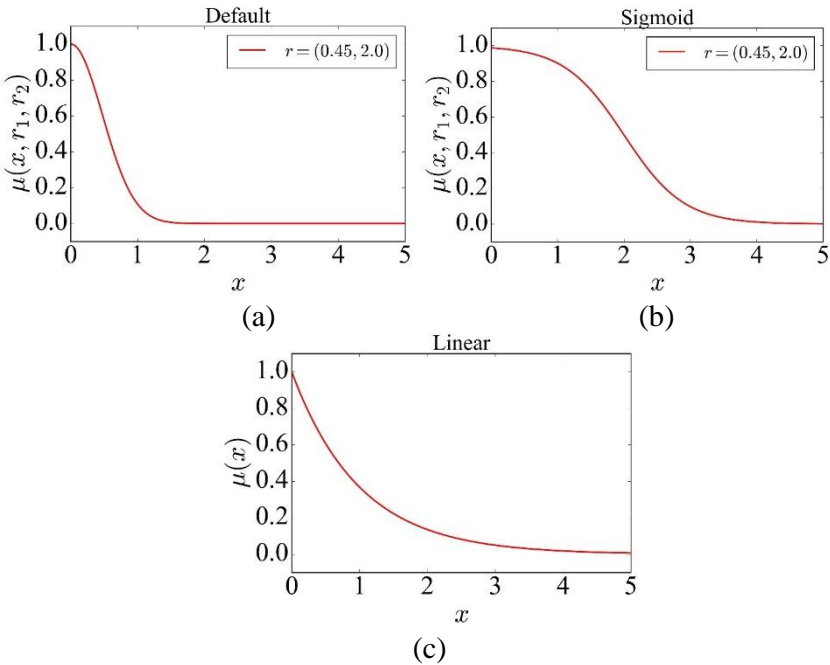 Default
1.0
0.8
0.6
0.4
0.2
0.0
μ(x, r₁, r₂)
r = (0.45, 2.0)
0 1 2 3 4 5
x
(a)
Sigmoid
1.0
0.8
0.6
0.4
0.2
0.0
μ(x, r₁, r₂)
r = (0.45, 2.0)
0 1 2 3 4 5
x
(b)
Linear
1.0
0.8
0.6
0.4
0.2
0.0
μ(x)
0 1 2 3 4 5
x
(c)